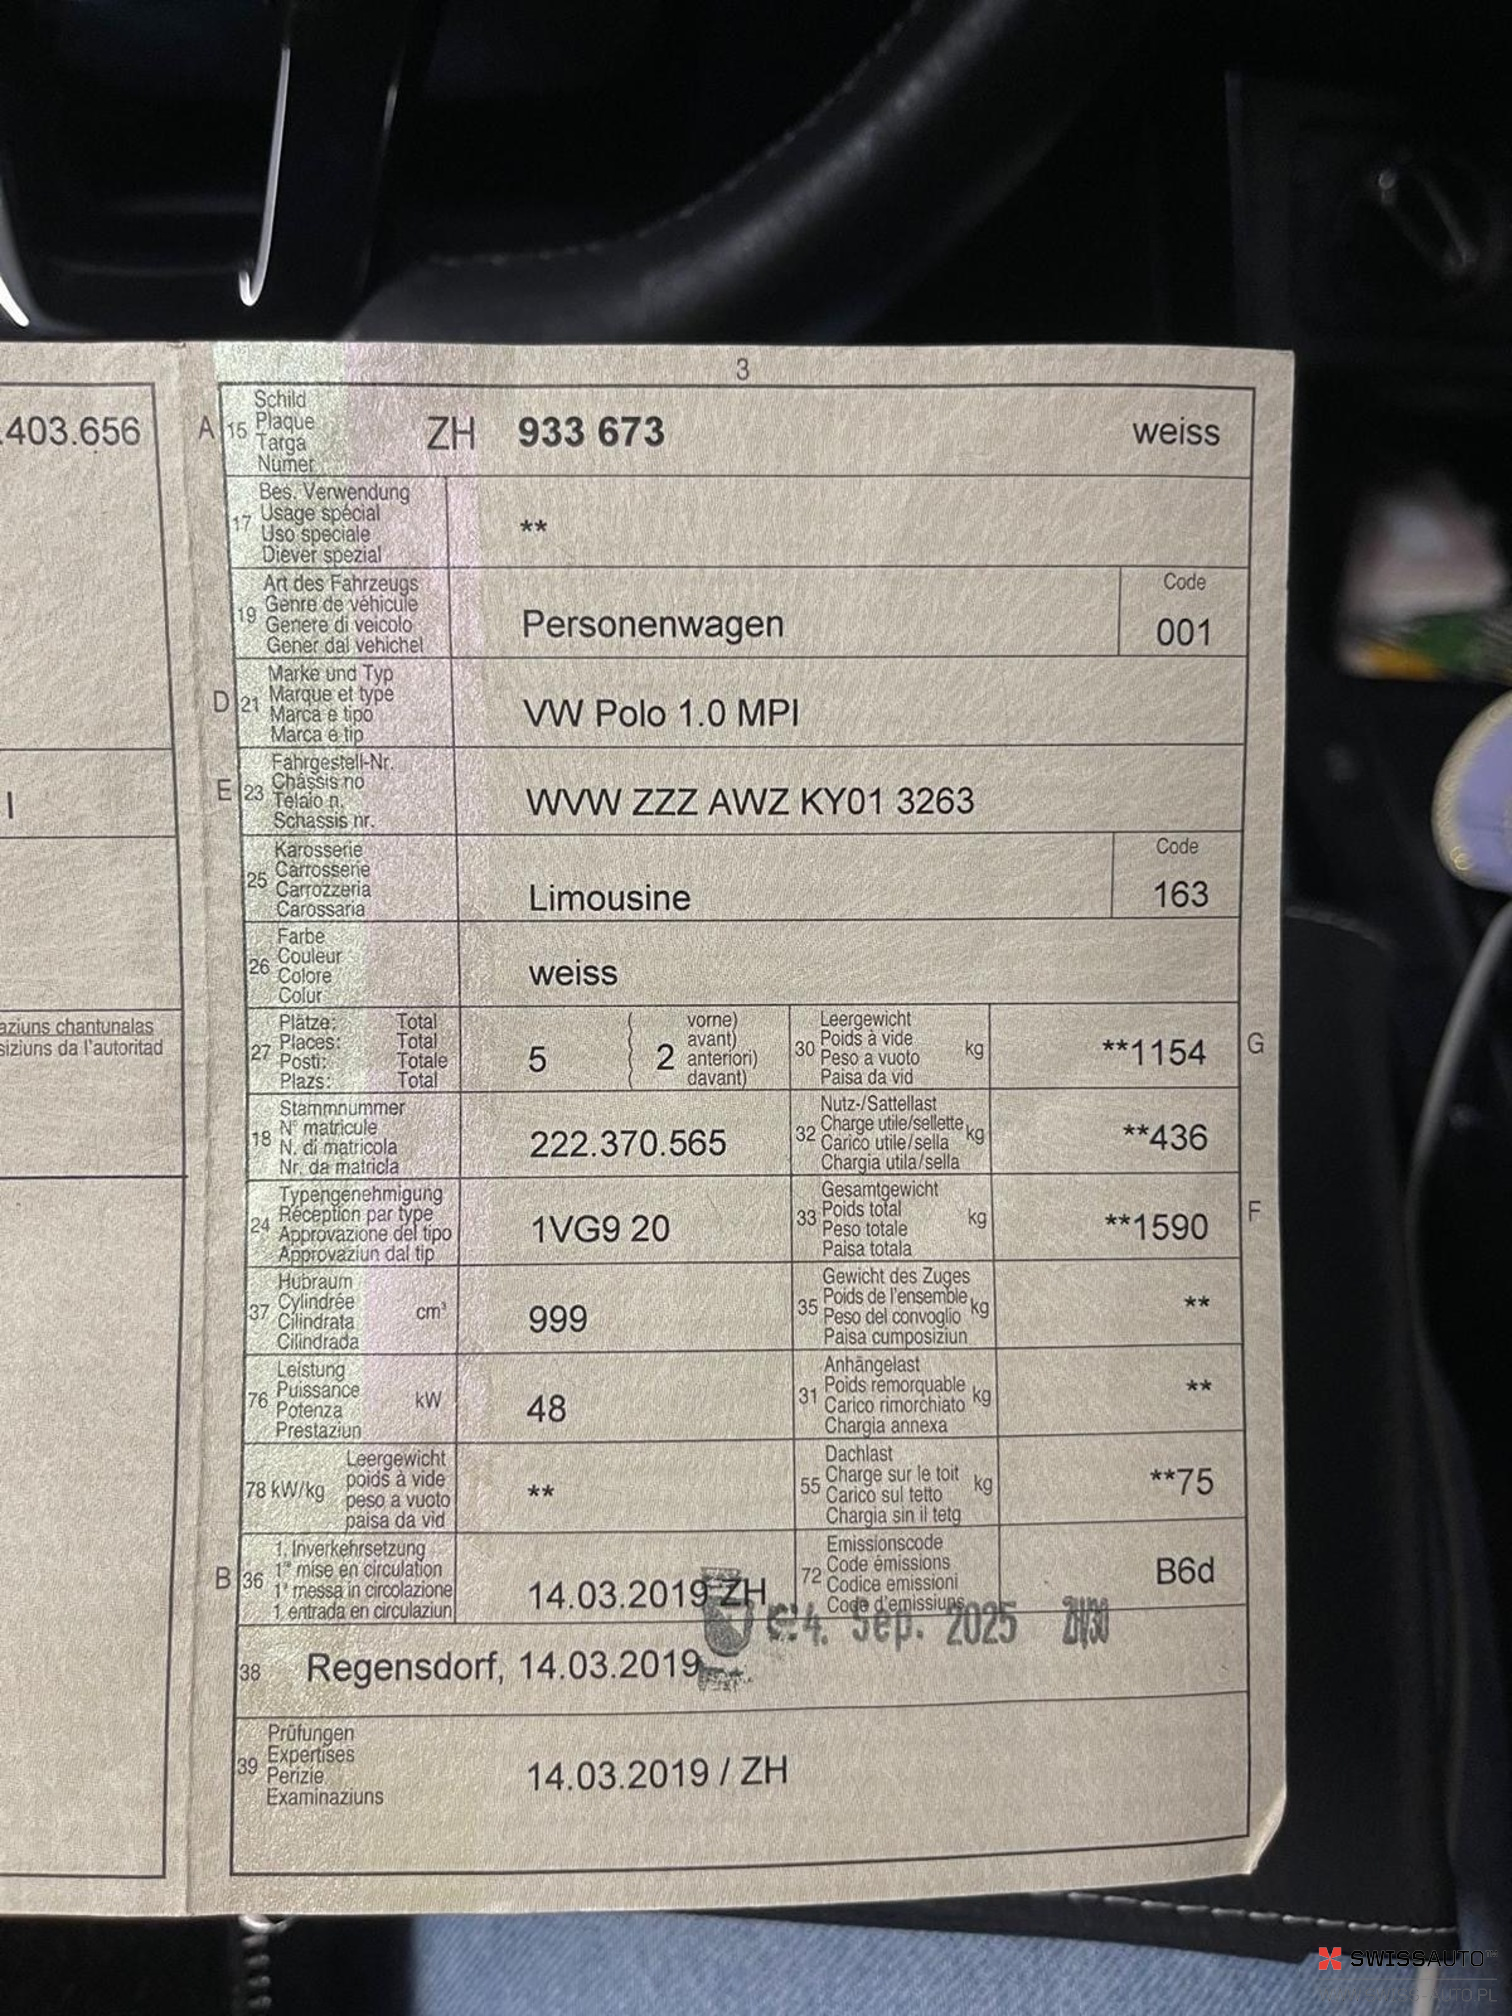 3
.403.656
I
aziuns chantunalas
siziuns da l'autoritad
A 15 Schild
Plaque
Targa
Numer
ZH 933 673 weiss
17 Bes. Verwendung
Usage spécial
Uso speciale
Diever spezial
**
19 Art des Fahrzeugs
Genre de véhicule
Genere di veicolo
Gener dal vehichel
Personenwagen
Code
001
D 21 Marke und Typ
Marque et type
Marca e tipo
Marca e tip
VW Polo 1.0 MPI
E 23 Fahrgestell-Nr.
Châssis no
Telaio n.
Schassis nr.
WVW ZZZ AWZ KY01 3263
25 Karosserie
Carrosserie
Carrozzeria
Carossaria
Limousine
Code
163
26 Farbe
Couleur
Colore
Colur
weiss
27 Plätze: Total
Places: Total
Posti: Totale
Plazs: Total
5 ( 2 vorne)
avant)
anteriori)
davant)
30 Leergewicht
Poids à vide
Peso a vuoto
Paisa da vid
kg
**1154
G
18 Stammnummer
N° matricule
N. di matricola
Nr. da matricla
222.370.565
32 Nutz-/Sattellast
Charge utile/sellette
Carico utile/sella
Chargia utila/sella
kg
**436
24 Typengenehmigung
Réception par type
Approvazione del tipo
Approvaziun dal tip
1VG9 20
33 Gesamtgewicht
Poids total
Peso totale
Paisa totala
kg
**1590
F
37 Hubraum
Cylindrée
Cilindrata
Cilindrada
cm³
999
35 Gewicht des Zuges
Poids de l'ensemble
Peso del convoglio
Paisa cumposiziun
kg
**
76 Leistung
Puissance
Potenza
Prestaziun
kW
48
31 Anhängelast
Poids remorquable
Carico rimorchiato
Chargia annexa
kg
**
78 kW/kg Leergewicht
poids à vide
peso a vuoto
paisa da vid
**
55 Dachlast
Charge sur le toit
Carico sul tetto
Chargia sin il tetg
kg
**75
B 36 1. Inverkehrsetzung
1re mise en circulation
1a messa in circolazione
1. entrada en circulaziun
14.03.2019 ZH
72 Emissionscode
Code émissions
Codice emissioni
Code d'emissiuns
B6d
Sep. 2025
38 Regensdorf, 14.03.2019
39 Prüfungen
Expertises
Perizie
Examinaziuns
14.03.2019 / ZH
SWISSAUTO